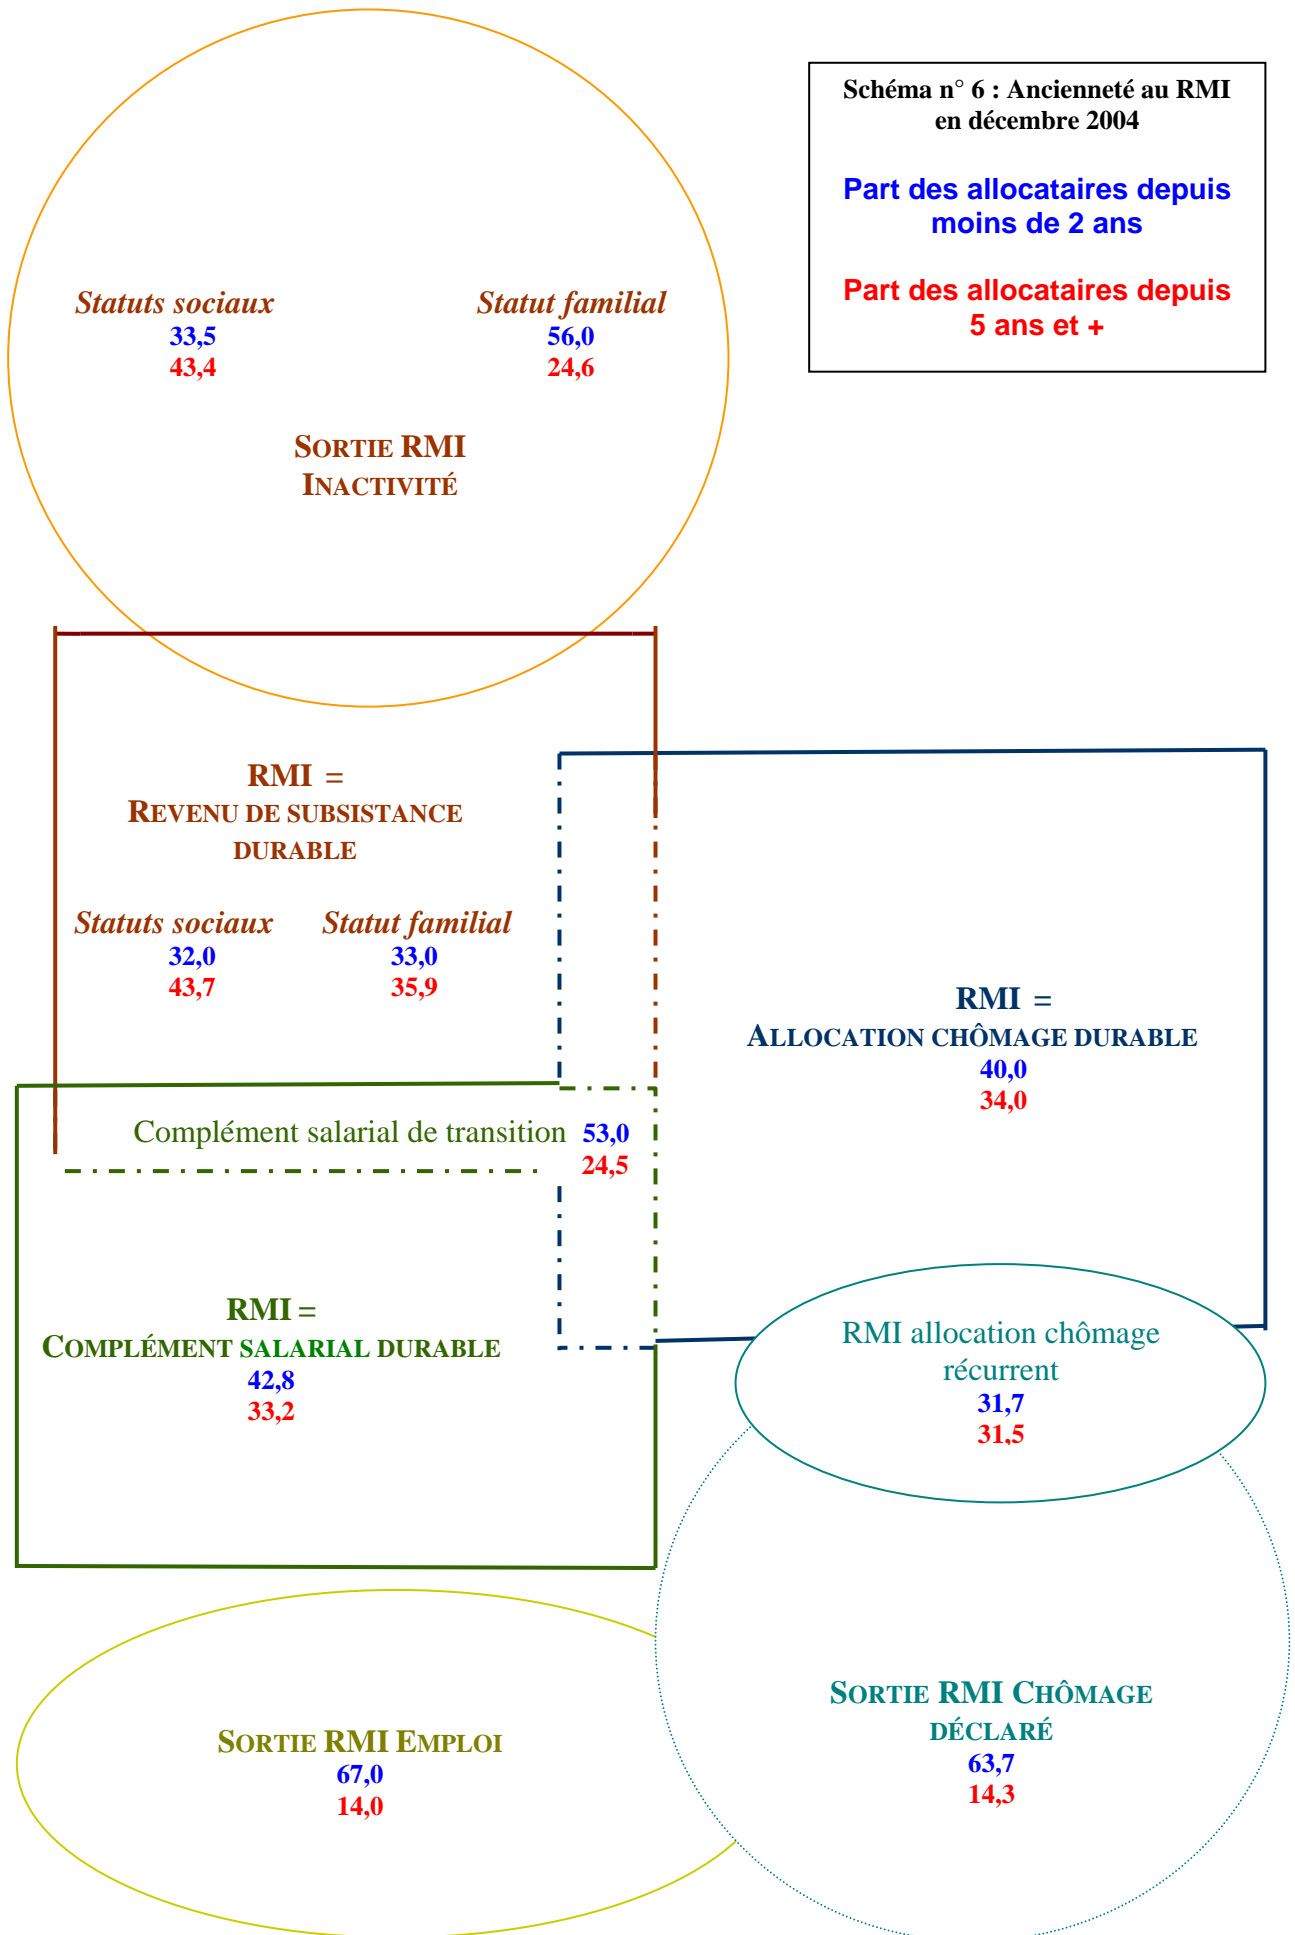 Schéma n° 6 : Ancienneté au RMI
en décembre 2004
Part des allocataires depuis
moins de 2 ans
Part des allocataires depuis
5 ans et +
Statuts sociaux
33,5
43,4
Statut familial
56,0
24,6
SORTIE RMI
INACTIVITÉ
RMI =
REVENU DE SUBSISTANCE
DURABLE
Statuts sociaux
32,0
43,7
Statut familial
33,0
35,9
RMI =
ALLOCATION CHÔMAGE DURABLE
40,0
34,0
Complément salarial de transition
53,0
24,5
RMI =
COMPLÉMENT SALARIAL DURABLE
42,8
33,2
RMI allocation chômage
récurrent
31,7
31,5
SORTIE RMI CHÔMAGE
DÉCLARÉ
63,7
14,3
SORTIE RMI EMPLOI
67,0
14,0